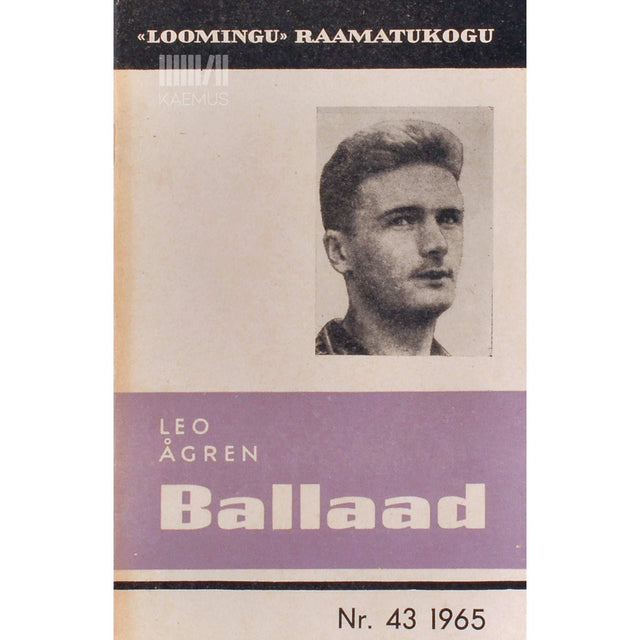 «LOOMINGU» RAAMATUKOGU
KAEMUS
LEO
ÅGREN
Ballaad
Nr. 43 1965